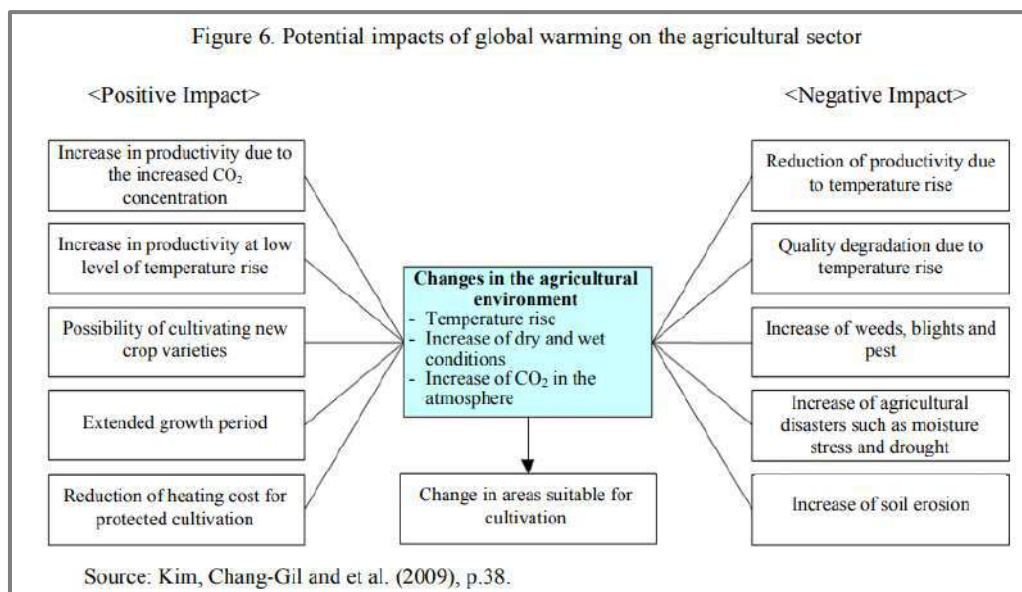 Figure 6. Potential impacts of global warming on the agricultural sector
<Positive Impact>
Increase in productivity due to
the increased CO₂
concentration
Increase in productivity at low
level of temperature rise
Possibility of cultivating new
crop varieties
Extended growth period
Reduction of heating cost for
protected cultivation
Changes in the agricultural
environment
- Temperature rise
- Increase of dry and wet
conditions
- Increase of CO₂ in the
atmosphere
Change in areas suitable for
cultivation
<Negative Impact>
Reduction of productivity due
to temperature rise
Quality degradation due to
temperature rise
Increase of weeds, blights and
pest
Increase of agricultural
disasters such as moisture
stress and drought
Increase of soil erosion
Source: Kim, Chang-Gil and et al. (2009), p.38.